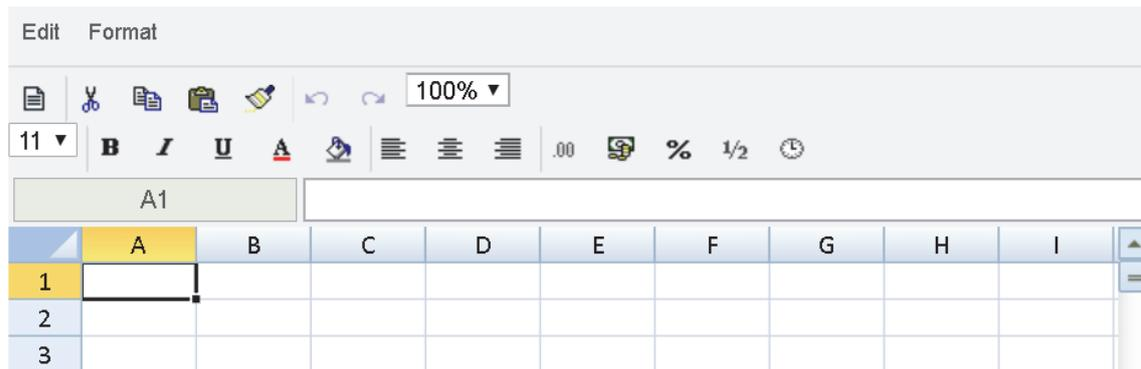 Edit Format
100% ▼
11 ▼ B I U A .00 % 1/2
A1
A B C D E F G H I
1
2
3